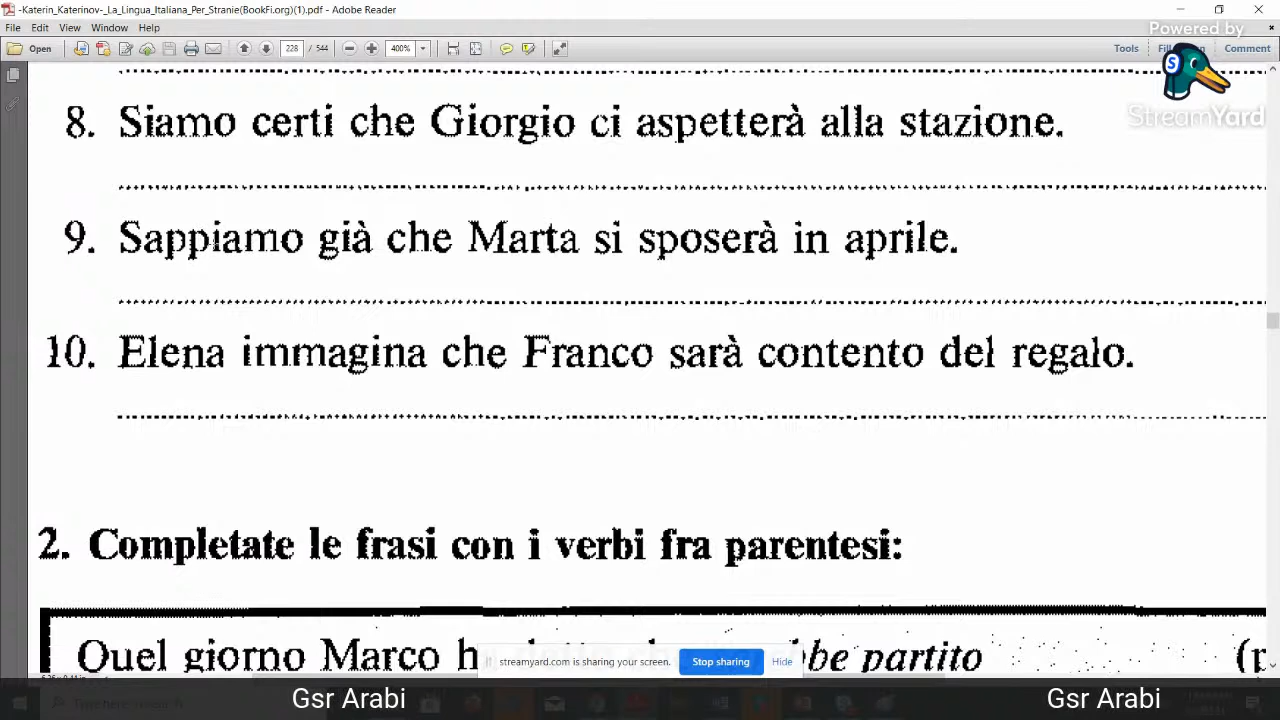 -Katerin_Katerinov-_La_Lingua_Italiana_Per_Stranie(BookFi.org)(1).pdf - Adobe Reader
File Edit View Window Help
Powered by
Open 228 / 544 400% Tools Comment
StreamYard
8. Siamo certi che Giorgio ci aspetterà alla stazione.
9. Sappiamo già che Marta si sposerà in aprile.
10. Elena immagina che Franco sarà contento del regalo.
2. Completate le frasi con i verbi fra parentesi:
Quel giorno Marco partito
streamyard.com is sharing your screen. Stop sharing Hide
Gsr Arabi Gsr Arabi